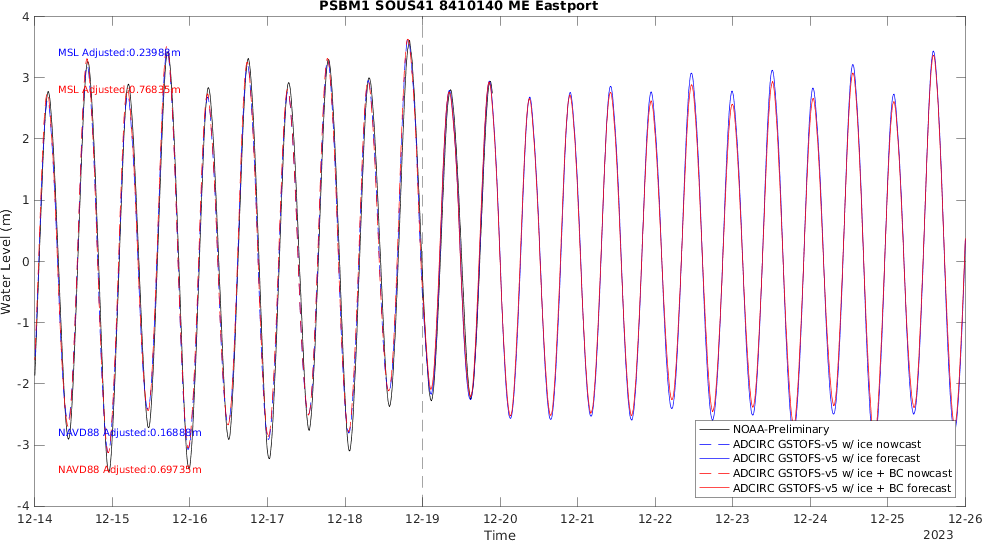 PSBM1 SOUS41 8410140 ME Eastport
MSL Adjusted:0.23988m
MSL Adjusted:0.76835m
NAVD88 Adjusted:0.16888m
NAVD88 Adjusted:0.69735m
Water Level (m)
4
3
2
1
0
-1
-2
-3
-4
NOAA-Preliminary
ADCIRC GSTOFS-v5 w/ ice nowcast
ADCIRC GSTOFS-v5 w/ ice forecast
ADCIRC GSTOFS-v5 w/ ice + BC nowcast
ADCIRC GSTOFS-v5 w/ ice + BC forecast
12-14 12-15 12-16 12-17 12-18 12-19 12-20 12-21 12-22 12-23 12-24 12-25 12-26
Time
2023